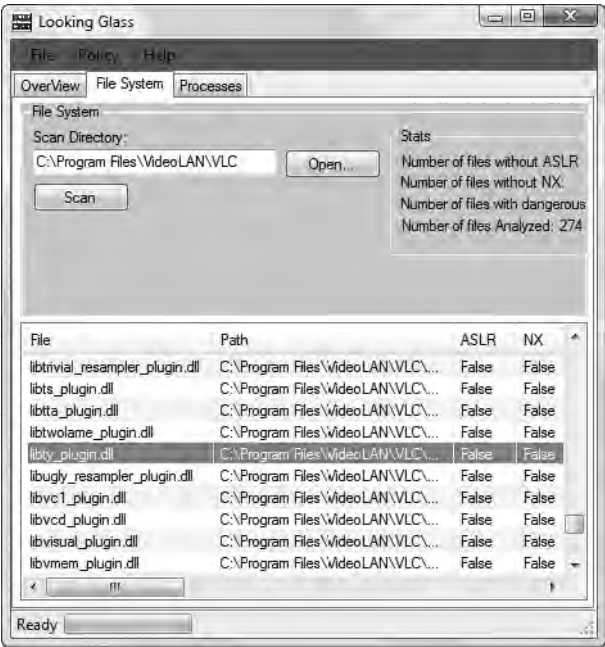 Looking Glass
File Policy Help
OverView File System Processes
File System
Scan Directory:
C:\Program Files\VideoLAN\VLC
Open...
Scan
Stats
Number of files without ASLR
Number of files without NX:
Number of files with dangerous
Number of files Analyzed: 274
File Path ASLR NX
libtrivial_resampler_plugin.dll C:\Program Files\VideoLAN\VLC\... False False
libts_plugin.dll C:\Program Files\VideoLAN\VLC\... False False
libtta_plugin.dll C:\Program Files\VideoLAN\VLC\... False False
libtwolame_plugin.dll C:\Program Files\VideoLAN\VLC\... False False
libty_plugin.dll C:\Program Files\VideoLAN\VLC\... False False
libugly_resampler_plugin.dll C:\Program Files\VideoLAN\VLC\... False False
libvc1_plugin.dll C:\Program Files\VideoLAN\VLC\... False False
libvcd_plugin.dll C:\Program Files\VideoLAN\VLC\... False False
libvisual_plugin.dll C:\Program Files\VideoLAN\VLC\... False False
libvmem_plugin.dll C:\Program Files\VideoLAN\VLC\... False False
Ready